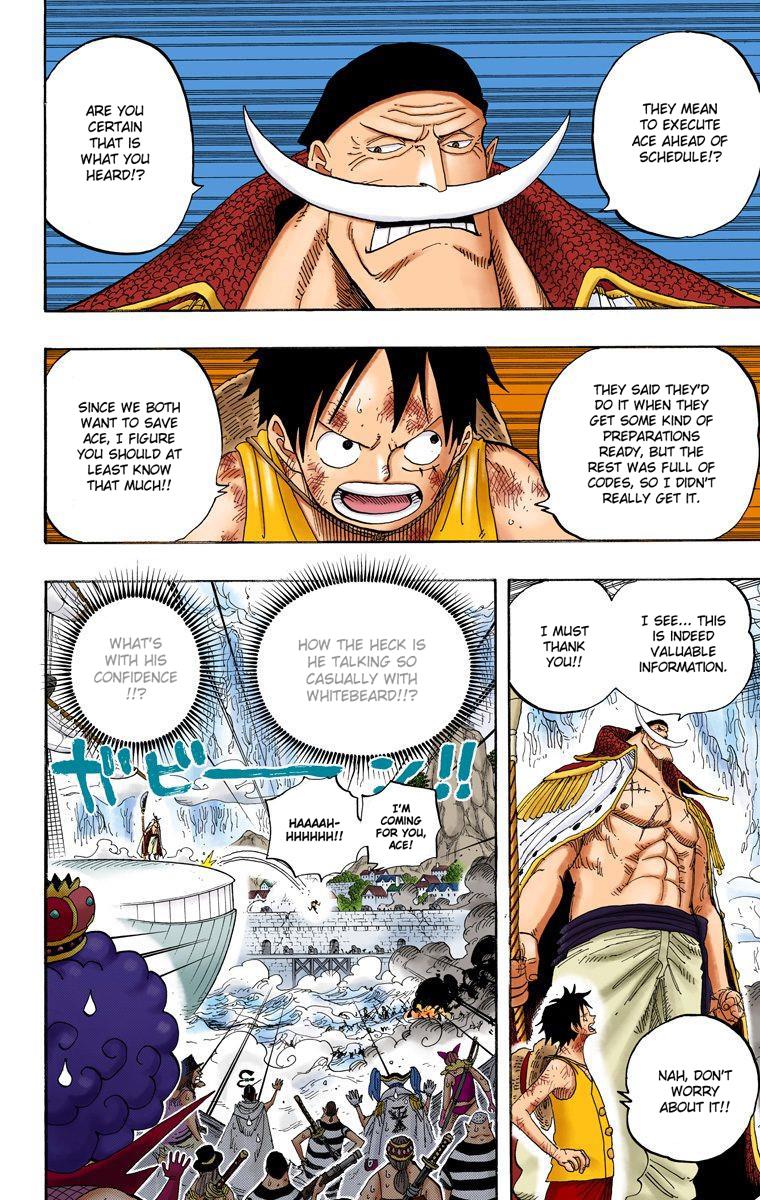 THEY MEAN
TO EXECUTE
ACE AHEAD OF
SCHEDULE!?
ARE YOU
CERTAIN
THAT IS
WHAT YOU
HEARD!?
THEY SAID THEY'D
DO IT WHEN THEY
GET SOME KIND OF
PREPARATIONS
READY, BUT THE
REST WAS FULL OF
CODES, SO I DIDN'T
REALLY GET IT.
SINCE WE BOTH
WANT TO SAVE
ACE, I FIGURE
YOU SHOULD AT
LEAST KNOW
THAT MUCH!!
I SEE... THIS
IS INDEED
VALUABLE
INFORMATION.
I MUST
THANK
YOU!!
NAH, DON'T
WORRY
ABOUT IT!!
HOW THE HECK IS
HE TALKING SO
CASUALLY WITH
WHITEBEARD!!?
WHAT'S
WITH HIS
CONFIDENCE
!!?
ガビーーン!!
I'M
COMING
FOR YOU,
ACE!
HAAAAH-
HHHHHH!!